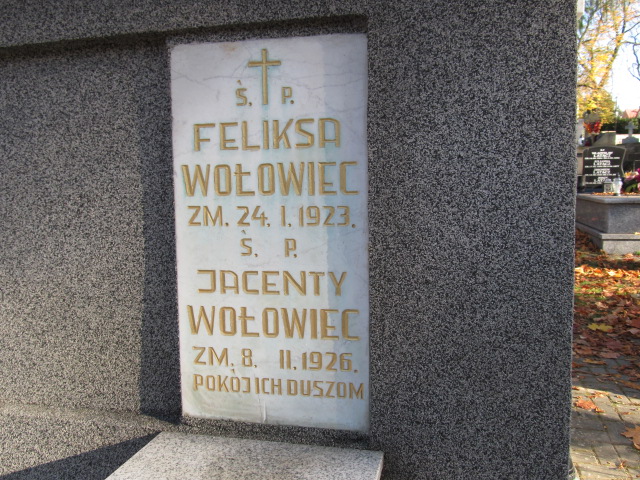 Ś. P.
FELIKSA
WOŁOWIEC
ZM. 24. I. 1923.
Ś. P.
JACENTY
WOŁOWIEC
ZM. 8. II. 1926.
POKÓJ ICH DUSZOM